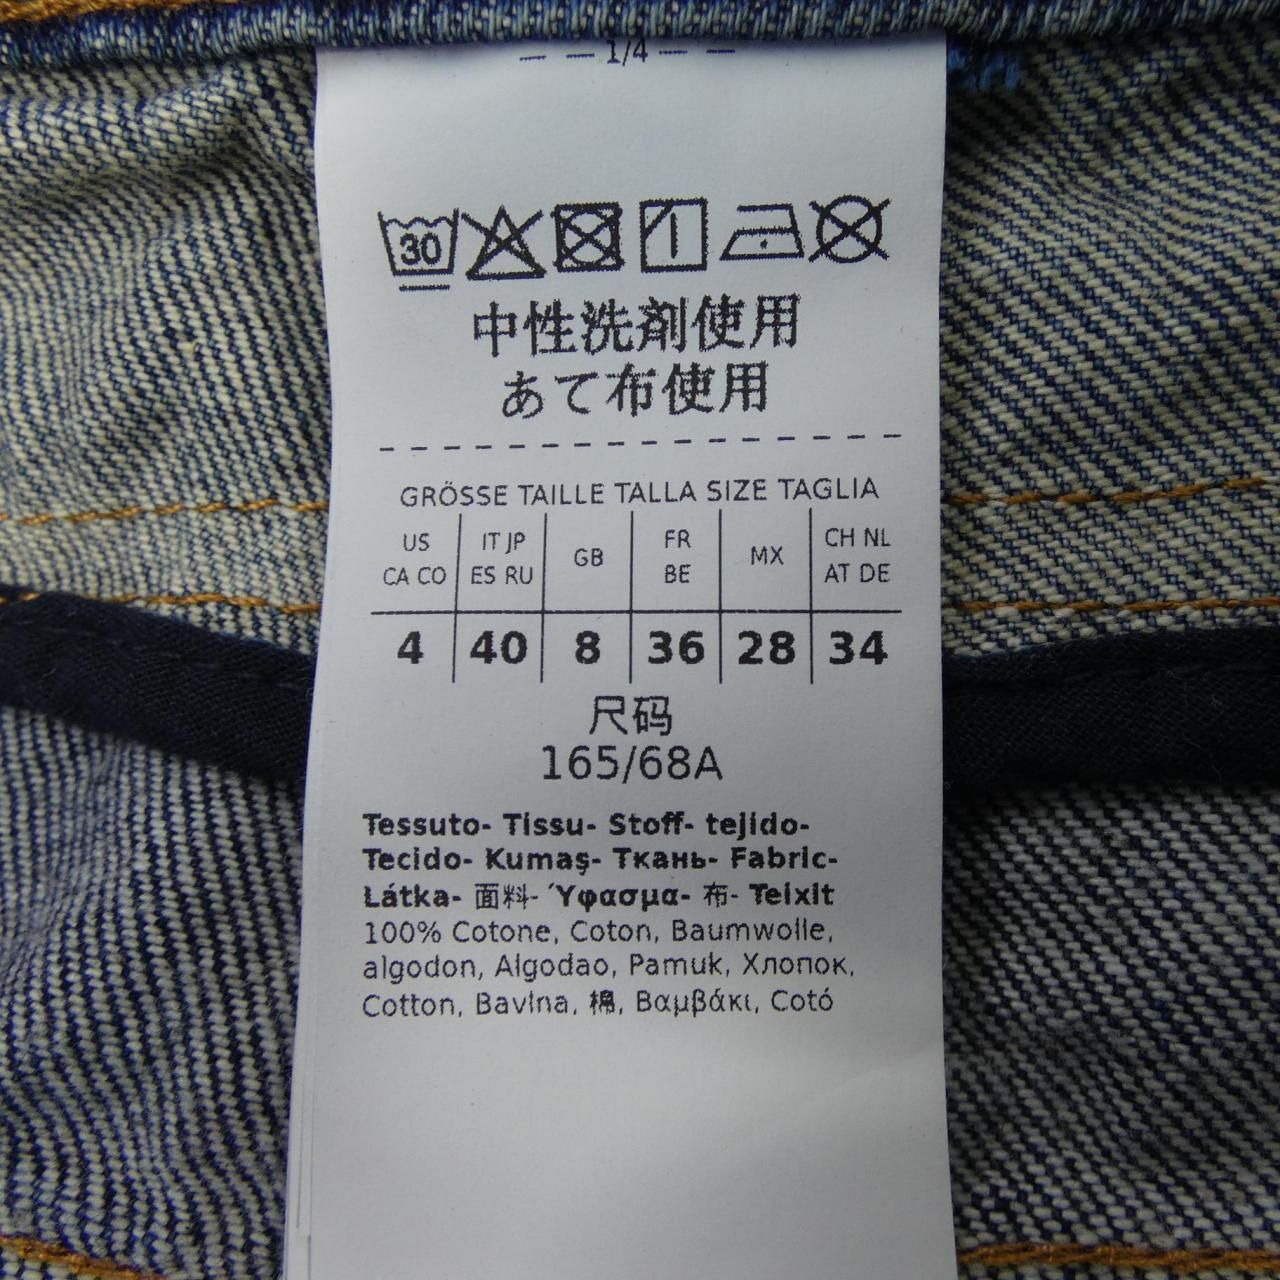 1/4
30
中性洗剤使用
あて布使用
GRÖSSE TAILLE TALLA SIZE TAGLIA
US CA CO IT JP ES RU GB FR BE MX CH NL AT DE
4 40 8 36 28 34
尺码
165/68A
Tessuto- Tissu- Stoff- tejido-
Tecido- Kumaş- Ткань- Fabric-
Látka- 面料- Ύφασμα- 布- Teixit
100% Cotone, Coton, Baumwolle,
algodon, Algodao, Pamuk, Хлопок,
Cotton, Bavlna, 棉, Βαμβάκι, Cotó